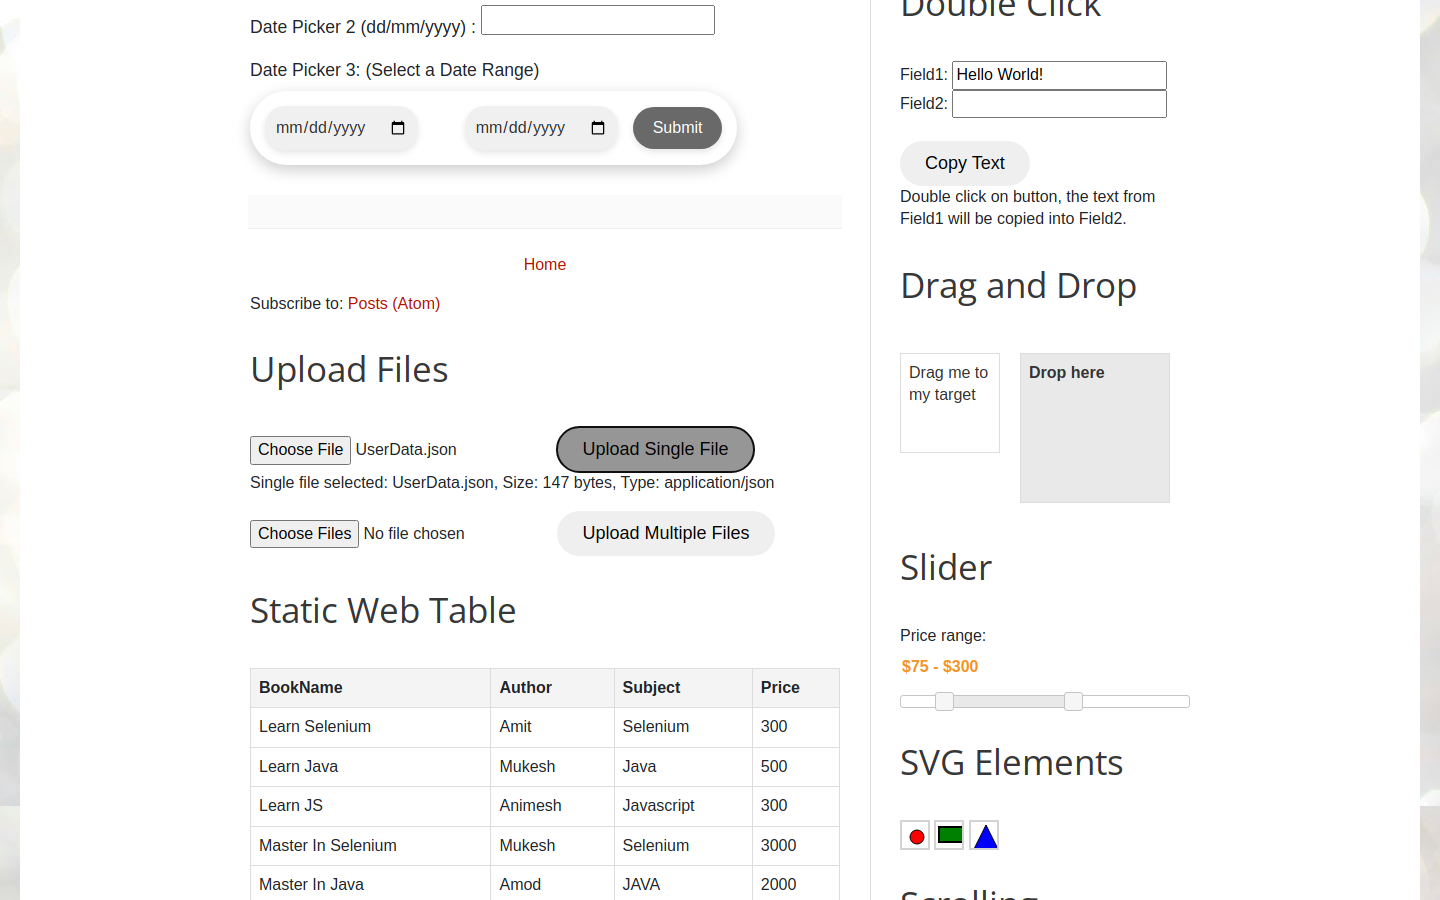 Date Picker 2 (dd/mm/yyyy) :
Date Picker 3: (Select a Date Range)
mm/dd/yyyy
mm/dd/yyyy
Submit
Home
Subscribe to: Posts (Atom)
Upload Files
Choose File UserData.json
Upload Single File
Single file selected: UserData.json, Size: 147 bytes, Type: application/json
Choose Files No file chosen
Upload Multiple Files
Static Web Table
BookName Author Subject Price
Learn Selenium Amit Selenium 300
Learn Java Mukesh Java 500
Learn JS Animesh Javascript 300
Master In Selenium Mukesh Selenium 3000
Master In Java Amod JAVA 2000
Double Click
Field1: Hello World!
Field2:
Copy Text
Double click on button, the text from
Field1 will be copied into Field2.
Drag and Drop
Drag me to
my target
Drop here
Slider
Price range:
$75 - $300
SVG Elements
Scrolling